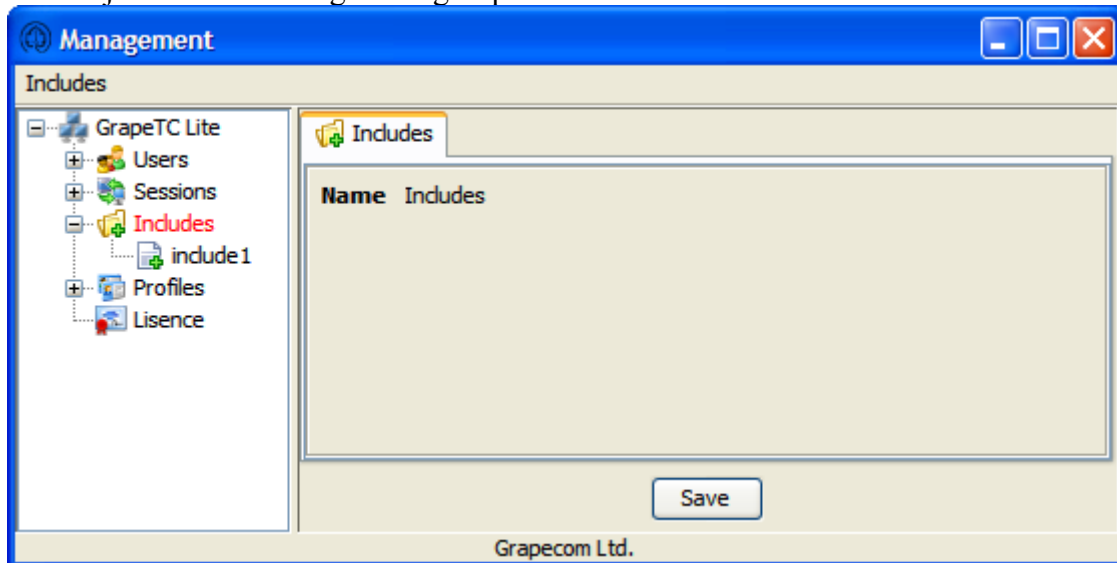 Management
Includes
GrapeTC Lite
Users
Sessions
Includes
include1
Profiles
Lisence
Includes
Name Includes
Save
Grapecom Ltd.